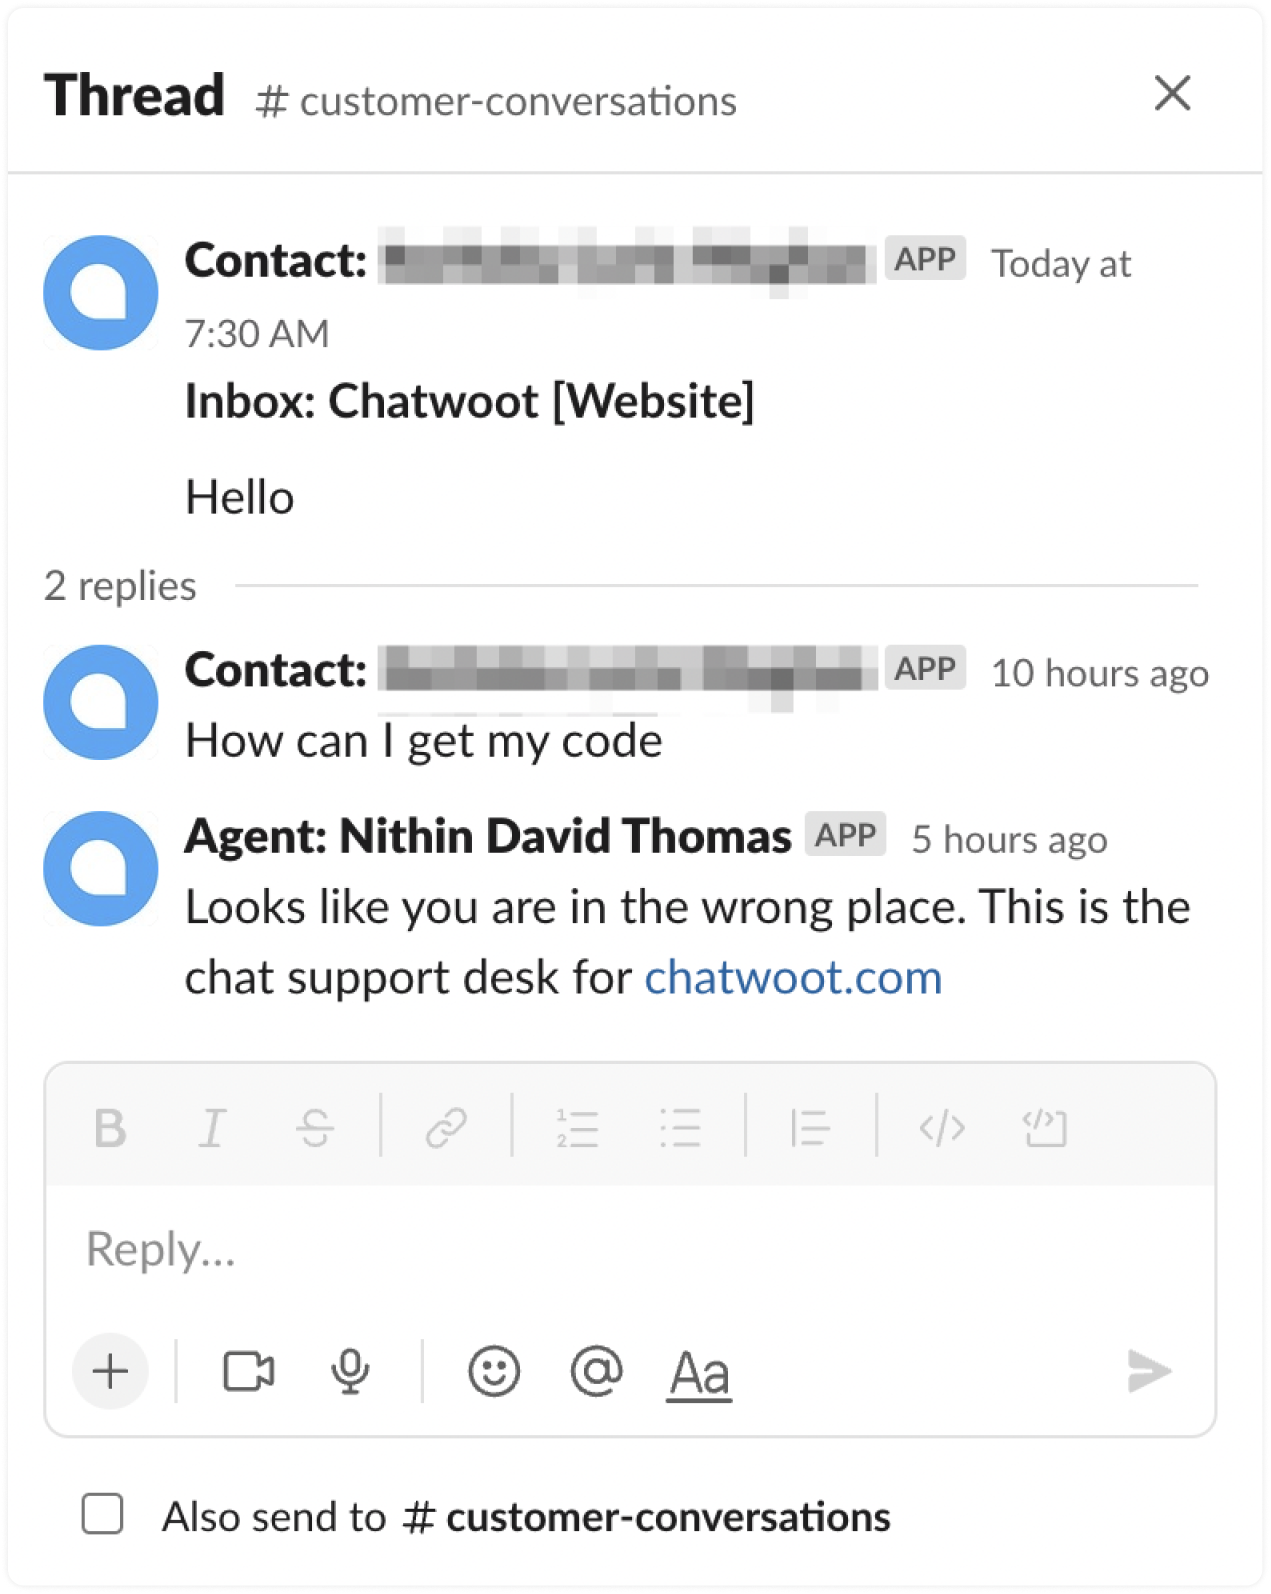 Thread # customer-conversations
Contact: APP Today at
7:30 AM
Inbox: Chatwoot [Website]
Hello
2 replies
Contact: APP 10 hours ago
How can I get my code
Agent: Nithin David Thomas APP 5 hours ago
Looks like you are in the wrong place. This is the
chat support desk for chatwoot.com
Reply...
Aa
Also send to # customer-conversations